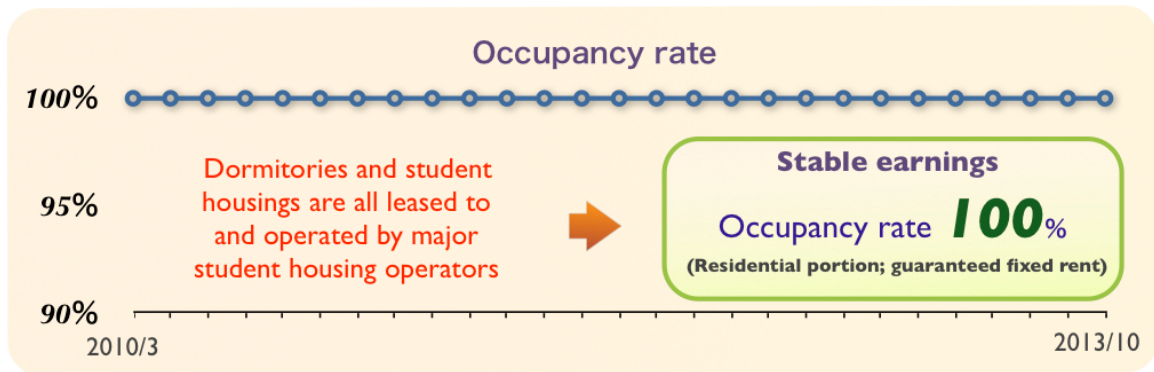 Occupancy rate
100%
Dormitories and student
housings are all leased to
and operated by major
student housing operators
Stable earnings
Occupancy rate 100%
(Residential portion; guaranteed fixed rent)
95%
90%
2010/3
2013/10